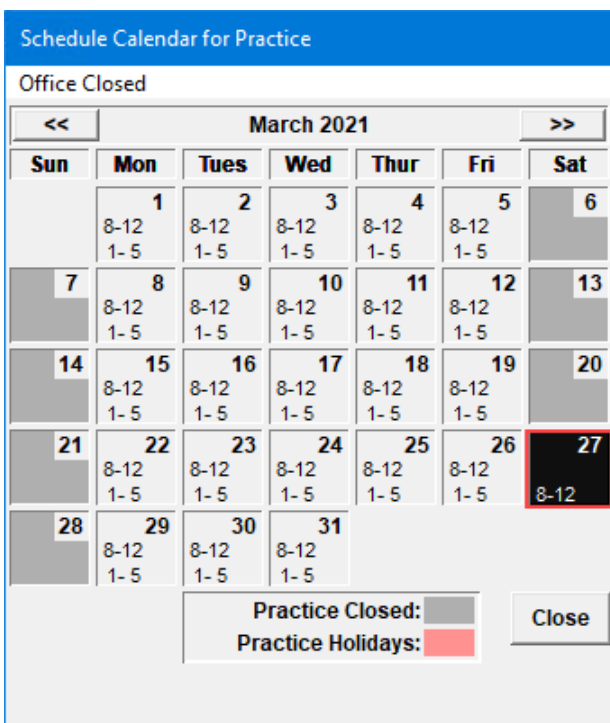 Schedule Calendar for Practice
Office Closed
<< March 2021 >>
Sun Mon Tues Wed Thur Fri Sat
1 2 3 4 5 6
8-12 8-12 8-12 8-12 8-12
1- 5 1- 5 1- 5 1- 5 1- 5
7 8 9 10 11 12 13
8-12 8-12 8-12 8-12 8-12
1- 5 1- 5 1- 5 1- 5 1- 5
14 15 16 17 18 19 20
8-12 8-12 8-12 8-12 8-12
1- 5 1- 5 1- 5 1- 5 1- 5
21 22 23 24 25 26 27
8-12 8-12 8-12 8-12 8-12
1- 5 1- 5 1- 5 1- 5 1- 5 8-12
28 29 30 31
8-12 8-12 8-12
1- 5 1- 5 1- 5
Practice Closed:
Practice Holidays:
Close